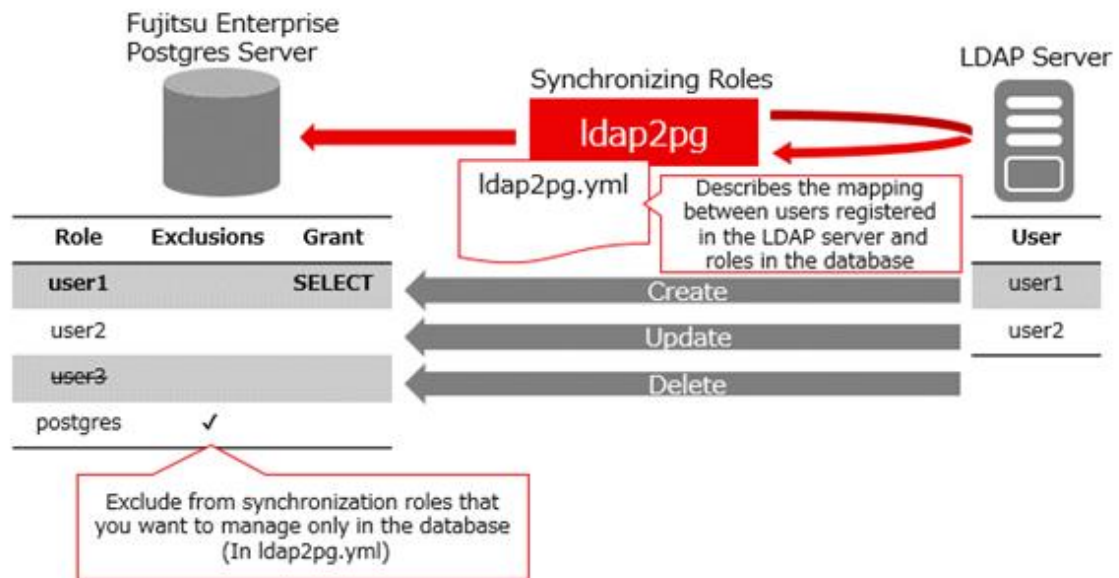 Fujitsu Enterprise
Postgres Server
LDAP Server
Synchronizing Roles
ldap2pg
ldap2pg.yml
Describes the mapping
between users registered
in the LDAP server and
roles in the database
Role Exclusions Grant
User
user1 SELECT
Create
user1
user2
Update
user2
user3
Delete
postgres ✓
Exclude from synchronization roles that
you want to manage only in the database
(In ldap2pg.yml)